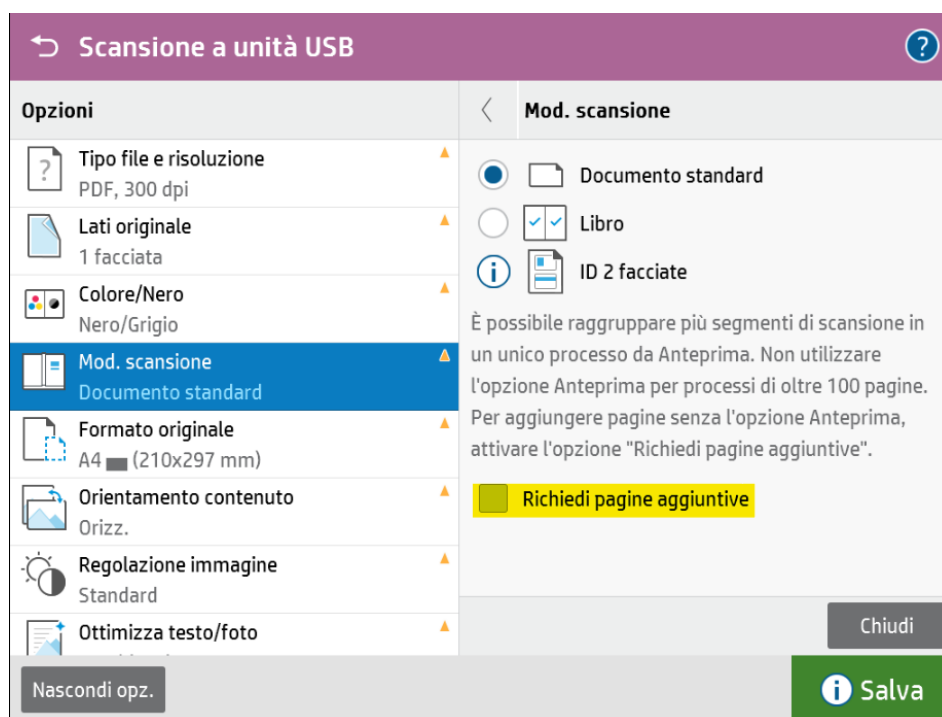 Scansione a unità USB
?
Opzioni
Tipo file e risoluzione
PDF, 300 dpi
Lati originale
1 facciata
Colore/Nero
Nero/Grigio
Mod. scansione
Documento standard
Formato originale
A4 (210x297 mm)
Orientamento contenuto
Orizz.
Regolazione immagine
Standard
Ottimizza testo/foto
Nascondi opz.
Mod. scansione
Documento standard
Libro
ID 2 facciate
È possibile raggruppare più segmenti di scansione in
un unico processo da Anteprima. Non utilizzare
l'opzione Anteprima per processi di oltre 100 pagine.
Per aggiungere pagine senza l'opzione Anteprima,
attivare l'opzione "Richiedi pagine aggiuntive".
Richiedi pagine aggiuntive
Chiudi
Salva